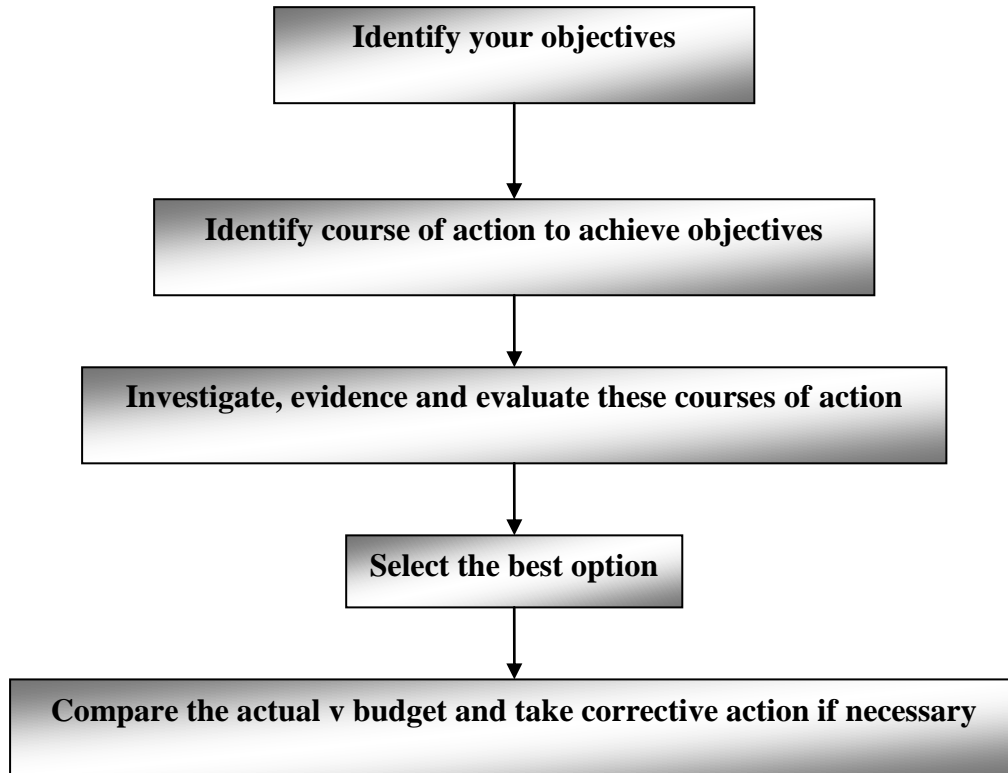 Identify your objectives
Identify course of action to achieve objectives
Investigate, evidence and evaluate these courses of action
Select the best option
Compare the actual v budget and take corrective action if necessary